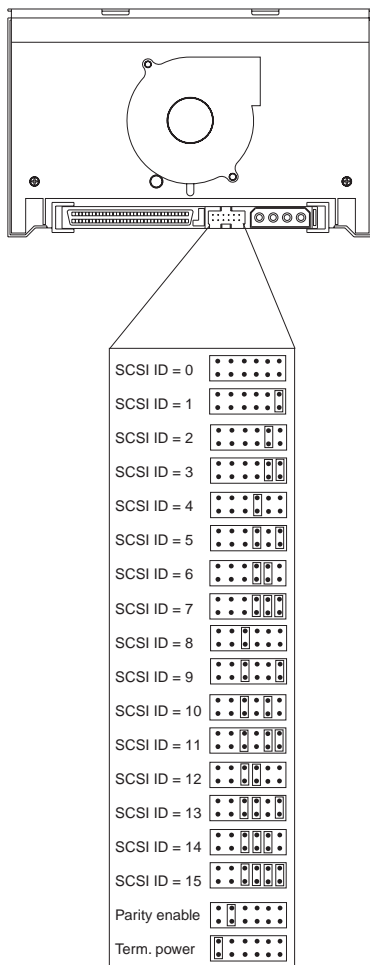 SCSI ID = 0
SCSI ID = 1
SCSI ID = 2
SCSI ID = 3
SCSI ID = 4
SCSI ID = 5
SCSI ID = 6
SCSI ID = 7
SCSI ID = 8
SCSI ID = 9
SCSI ID = 10
SCSI ID = 11
SCSI ID = 12
SCSI ID = 13
SCSI ID = 14
SCSI ID = 15
Parity enable
Term. power